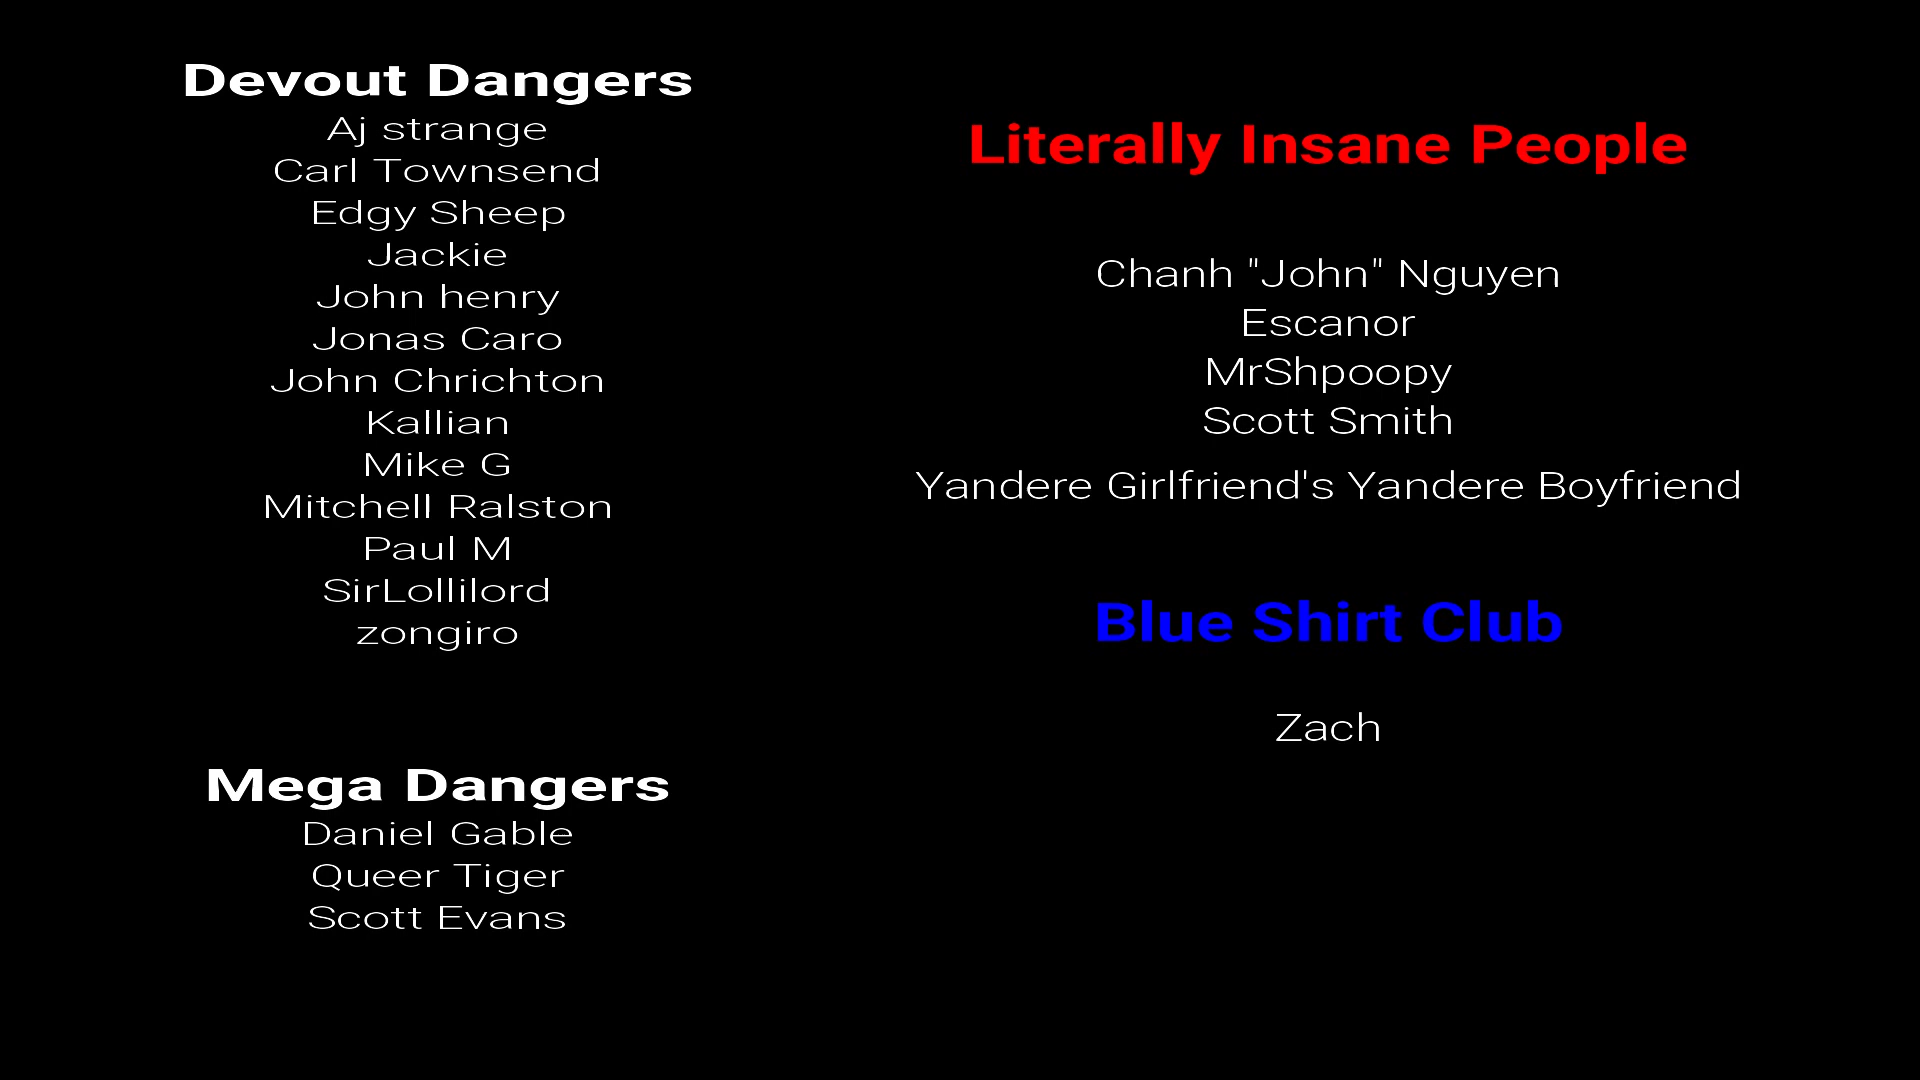 Devout Dangers
Aj strange
Carl Townsend
Edgy Sheep
Jackie
John henry
Jonas Caro
John Chrichton
Kallian
Mike G
Mitchell Ralston
Paul M
SirLollilord
zongiro
Mega Dangers
Daniel Gable
Queer Tiger
Scott Evans
Literally Insane People
Chanh "John" Nguyen
Escanor
MrShpoopy
Scott Smith
Yandere Girlfriend's Yandere Boyfriend
Blue Shirt Club
Zach